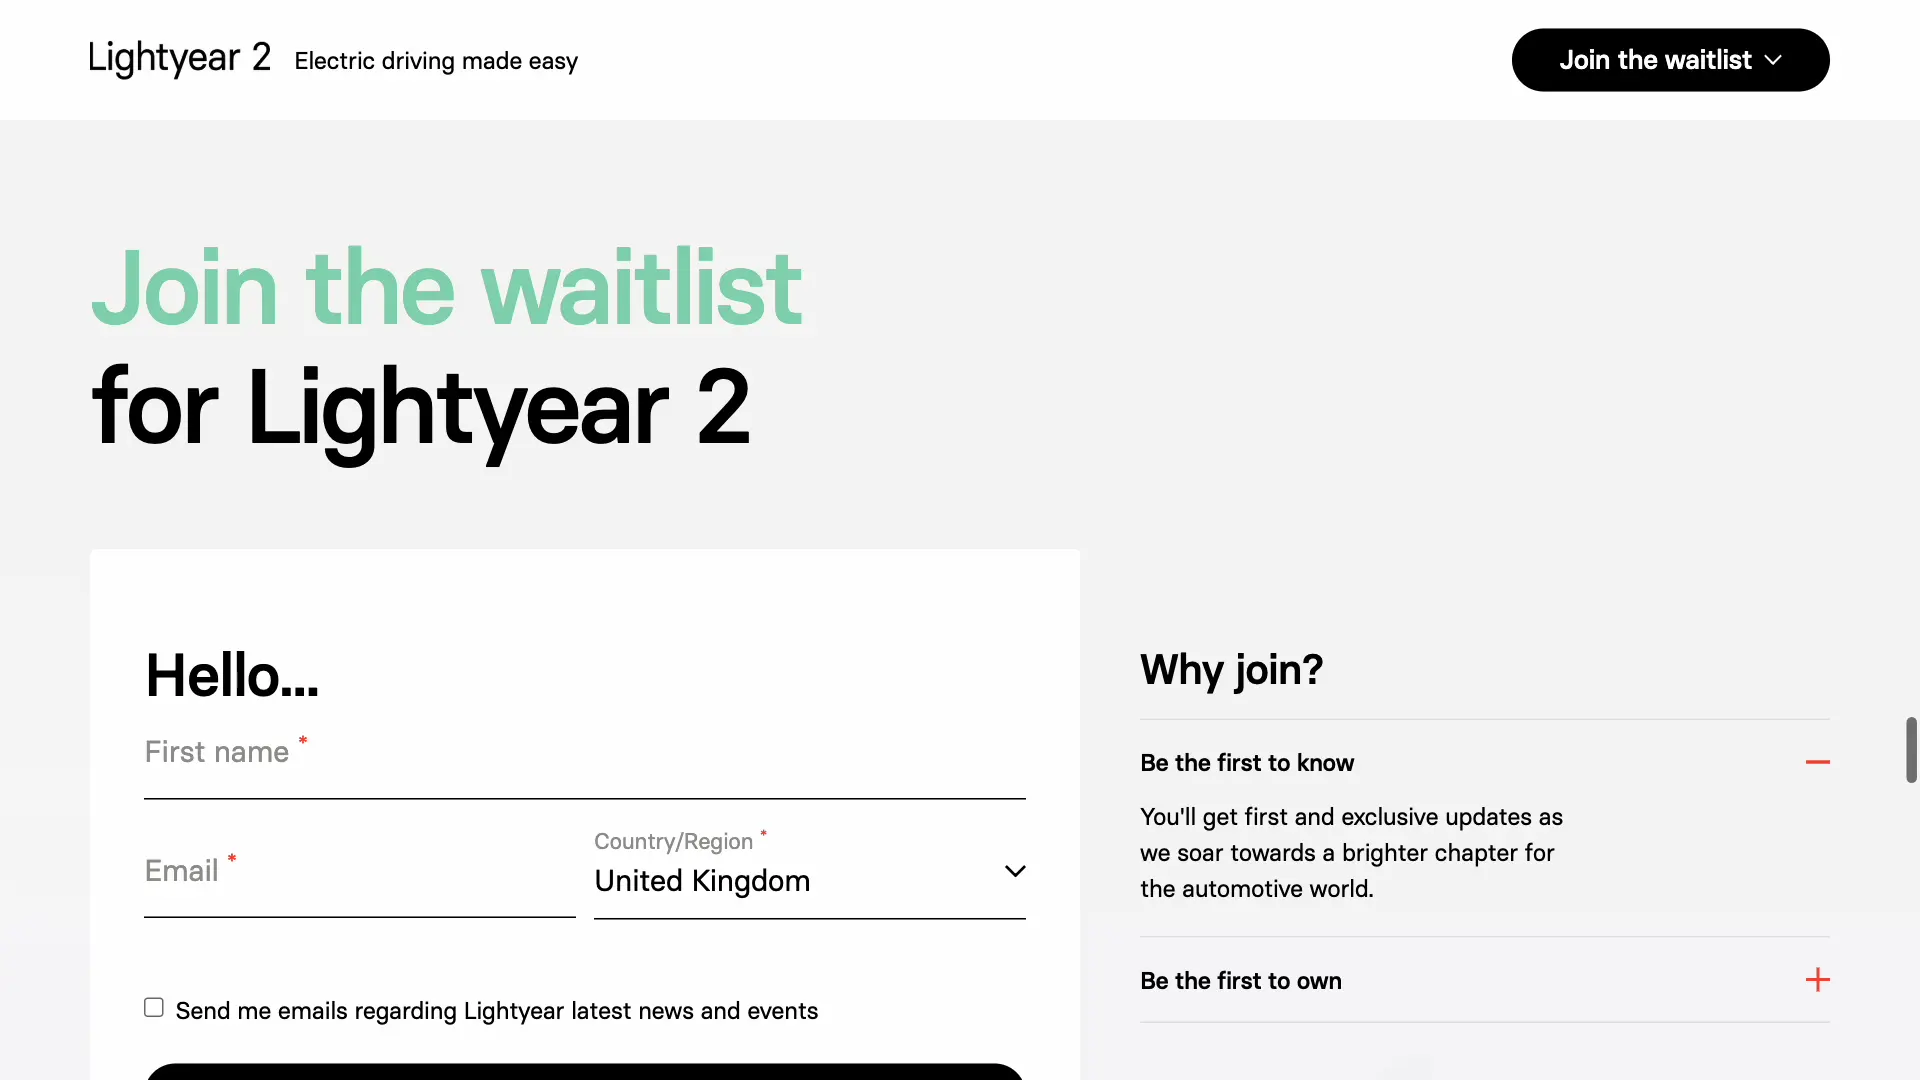 Lightyear 2 Electric driving made easy
Join the waitlist
Join the waitlist
for Lightyear 2
Hello...
First name *
Email *
Country/Region *
United Kingdom
Send me emails regarding Lightyear latest news and events
Why join?
Be the first to know
You'll get first and exclusive updates as
we soar towards a brighter chapter for
the automotive world.
Be the first to own